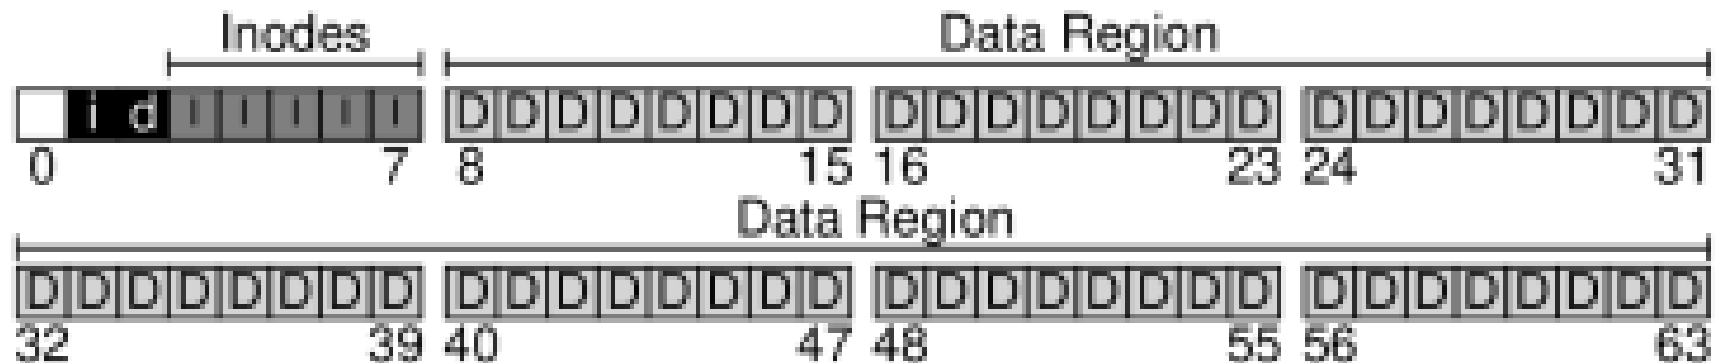 Inodes Data Region
i d I I I I I D D D D D D D D D D D D D D D D D D D D D D D D
0 7 8 15 16 23 24 31
Data Region
D D D D D D D D D D D D D D D D D D D D D D D D D D D D D D D D
32 39 40 47 48 55 56 63